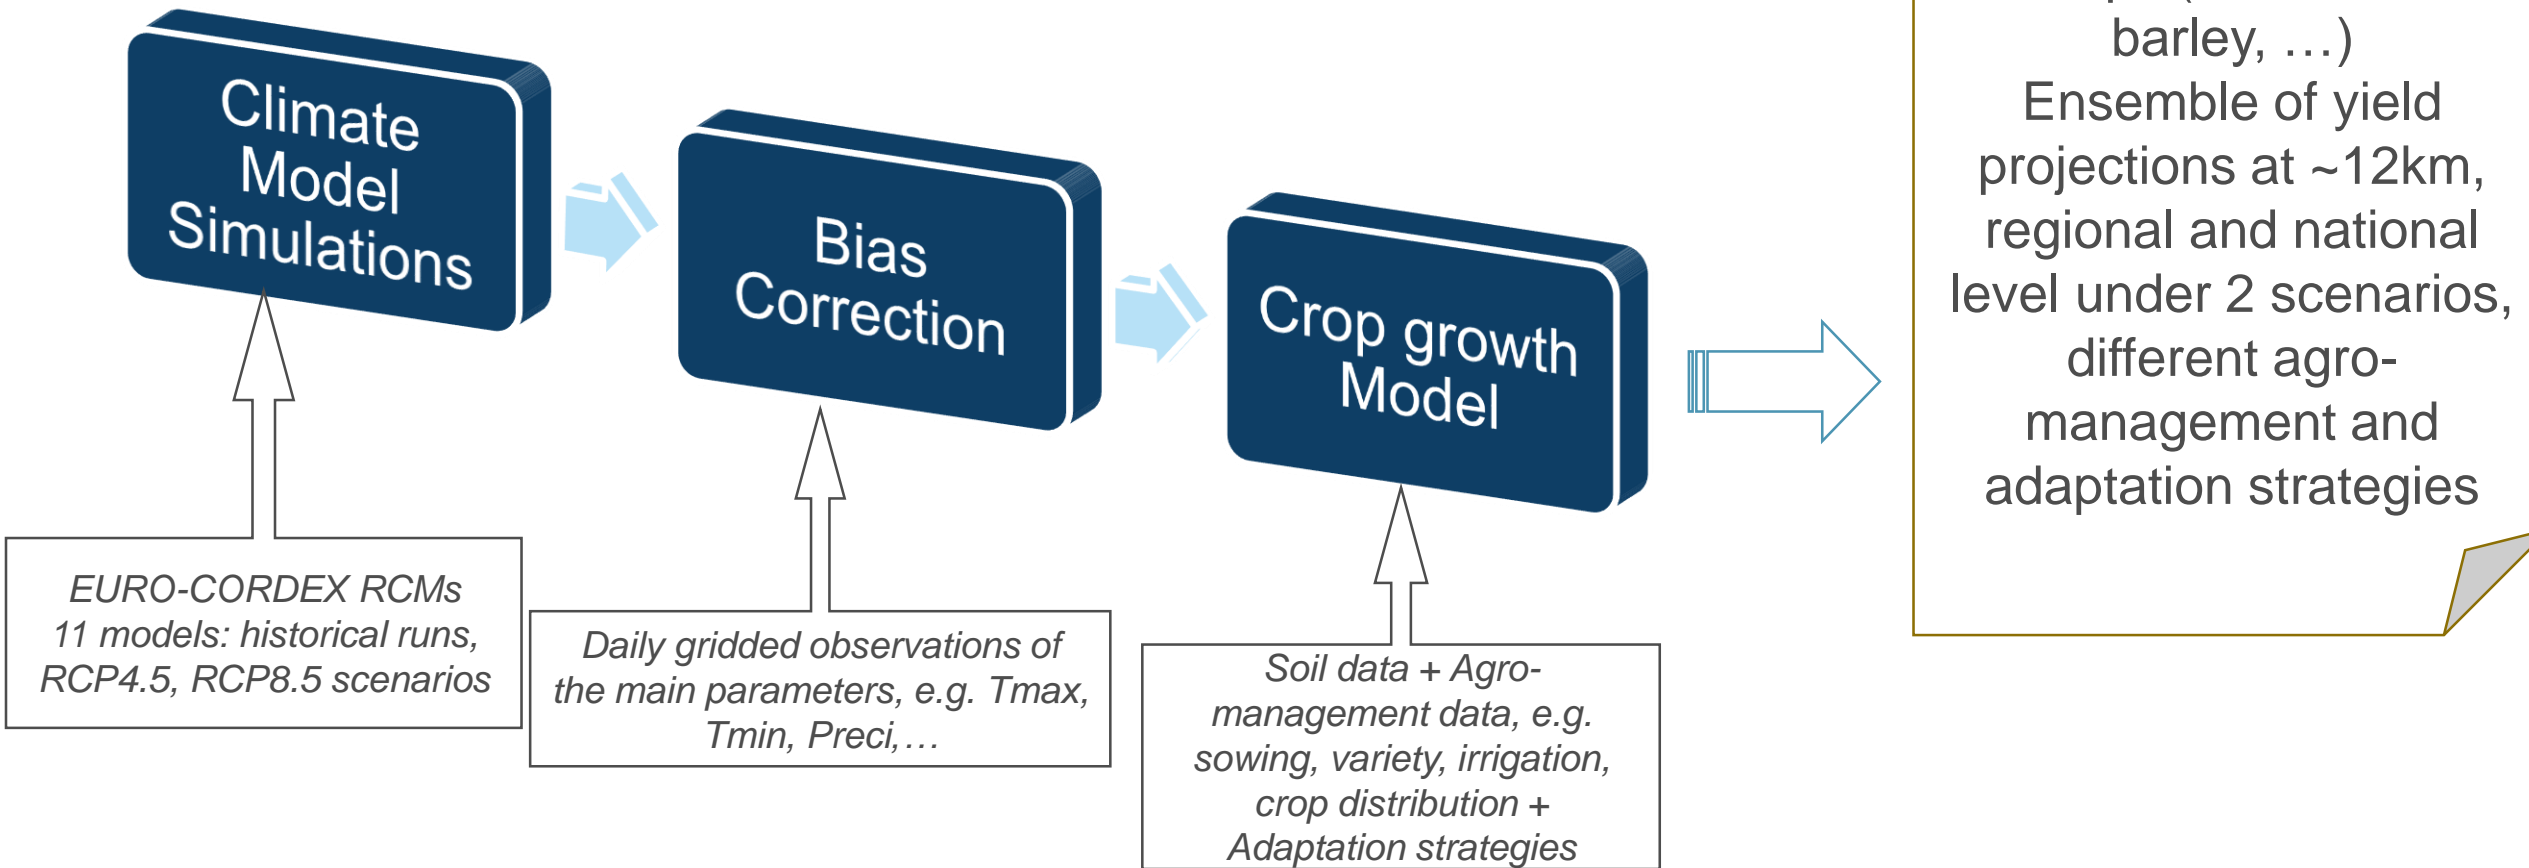 Climate
Model
Simulations
Bias
Correction
Crop growth
Model
EURO-CORDEX RCMs
11 models: historical runs,
RCP4.5, RCP8.5 scenarios
Daily gridded observations of
the main parameters, e.g. Tmax,
Tmin, Preci,…
Soil data + Agro-
management data, e.g.
sowing, variety, irrigation,
crop distribution +
Adaptation strategies
barley, …)
Ensemble of yield
projections at ~12km,
regional and national
level under 2 scenarios,
different agro-
management and
adaptation strategies